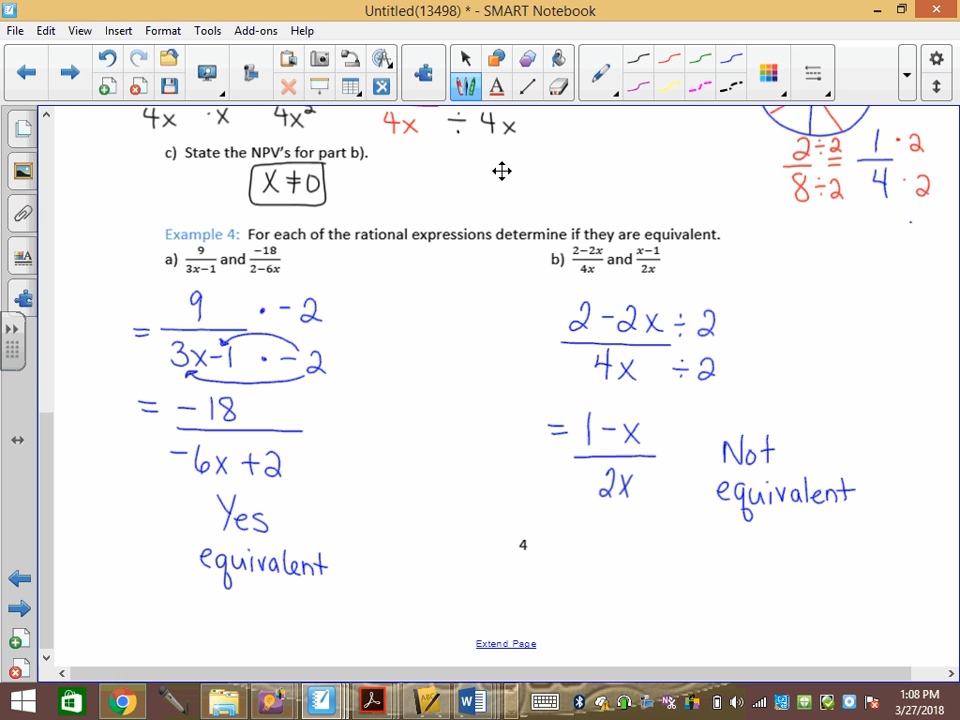 Untitled(13498) * - SMART Notebook
File Edit View Insert Format Tools Add-ons Help
4x · x 4x² 4x ÷ 4x
c) State the NPV's for part b).
x ≠ 0
2 ÷ 2 = 1 · 2
8 ÷ 2 4 · 2
Example 4: For each of the rational expressions determine if they are equivalent.
a) 9/(3x−1) and −18/(2−6x)
b) (2−2x)/4x and (x−1)/2x
9 · −2
=
3x−1 · −2
= −18
−6x + 2
Yes
equivalent
2 − 2x ÷ 2
4x ÷ 2
= 1 − x
2x
Not
equivalent
4
Extend Page
1:08 PM
3/27/2018